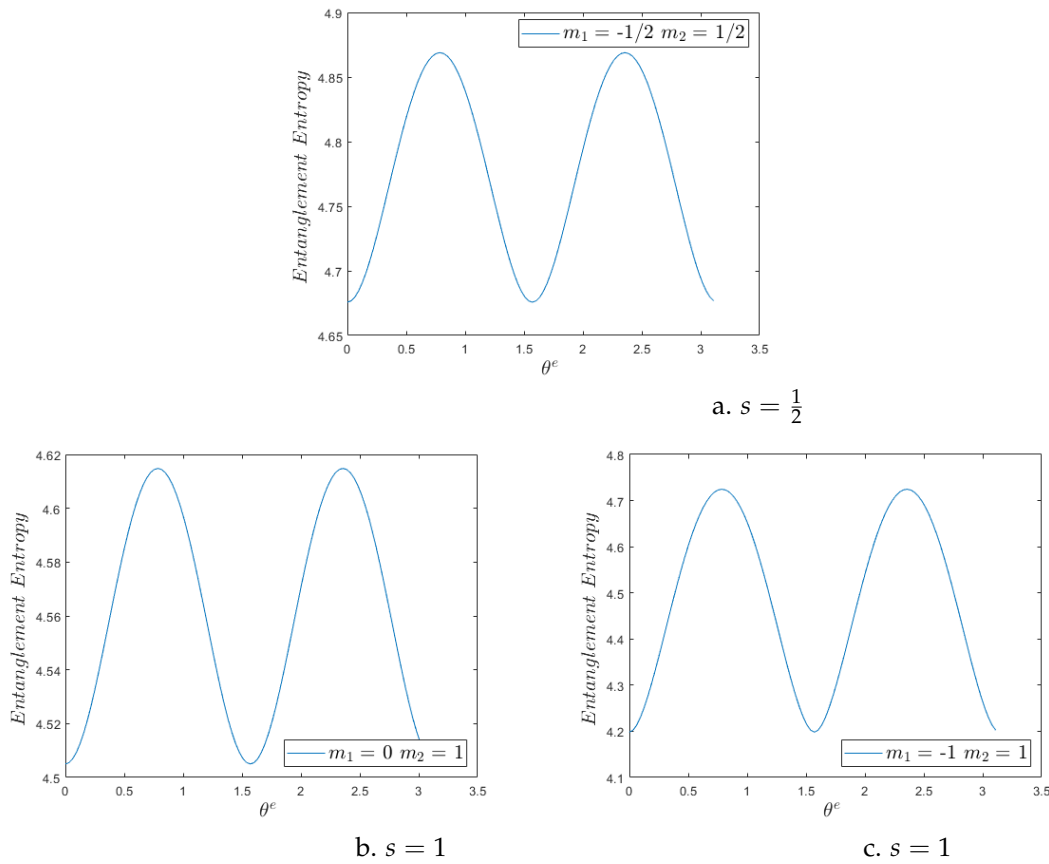 4.9
4.85
4.8
4.75
4.7
4.65
Entanglement Entropy
m₁ = -1/2 m₂ = 1/2
0 0.5 1 1.5 2 2.5 3 3.5
θᵉ
a. s = 1/2
4.62
4.6
4.58
4.56
4.54
4.52
4.5
Entanglement Entropy
m₁ = 0 m₂ = 1
0 0.5 1 1.5 2 2.5 3 3.5
θᵉ
b. s = 1
4.8
4.7
4.6
4.5
4.4
4.3
4.2
4.1
Entanglement Entropy
m₁ = -1 m₂ = 1
0 0.5 1 1.5 2 2.5 3 3.5
θᵉ
c. s = 1